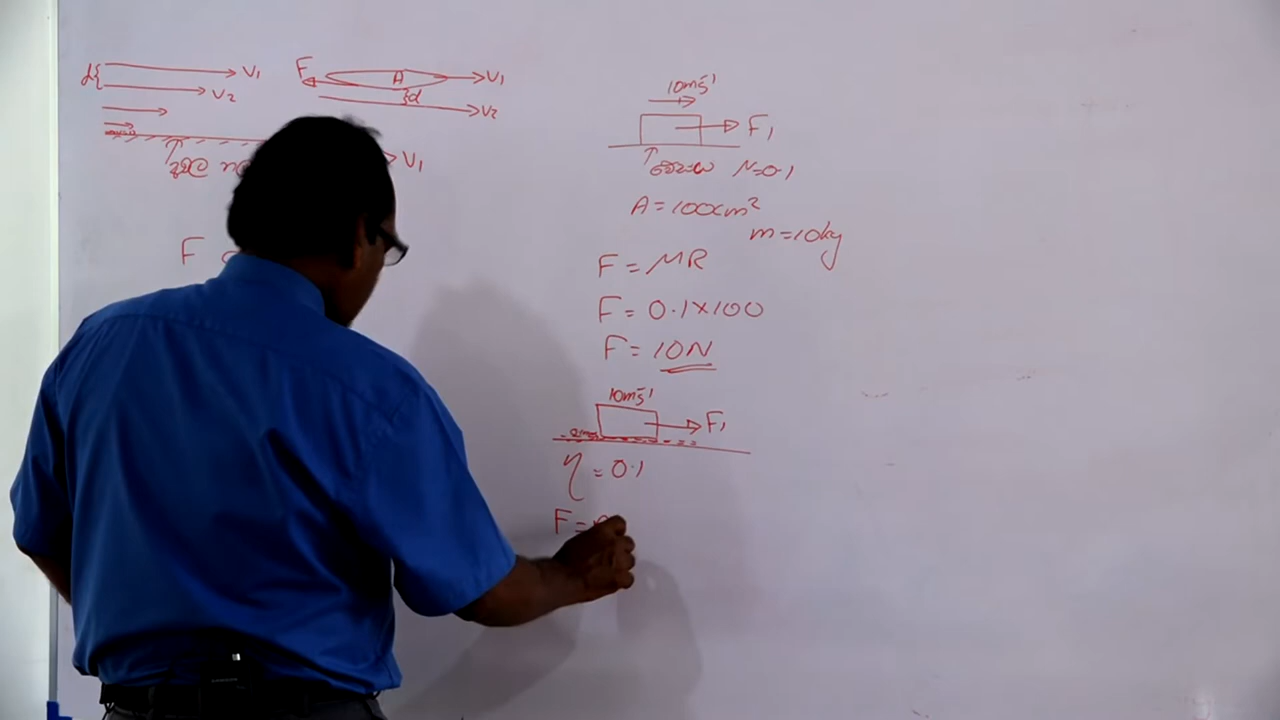 d{ V₁ V₂
F A V₁
d V₂
V₁
F
10ms⁻¹
F₁
μ=0.1
A = 100cm²
m=10kg
F = μR
F = 0.1×100
F = 10N
10ms⁻¹
F₁
η = 0.1
F =